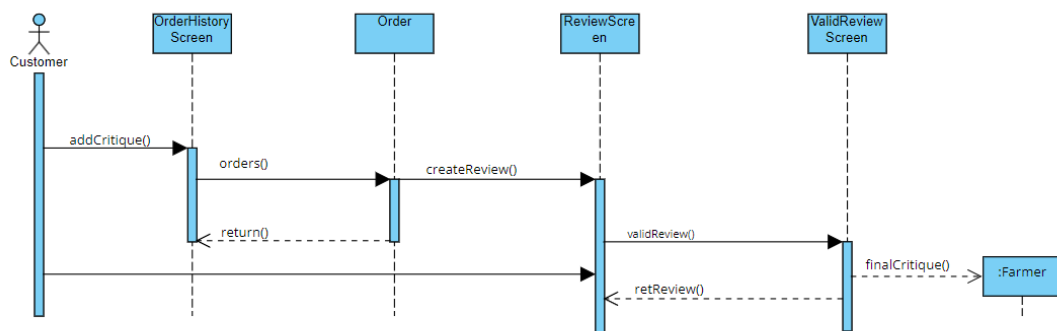 OrderHistory
Screen
Order
ReviewScre
en
ValidReview
Screen
Customer
addCritique()
orders()
createReview()
return()
validReview()
finalCritique()
:Farmer
retReview()